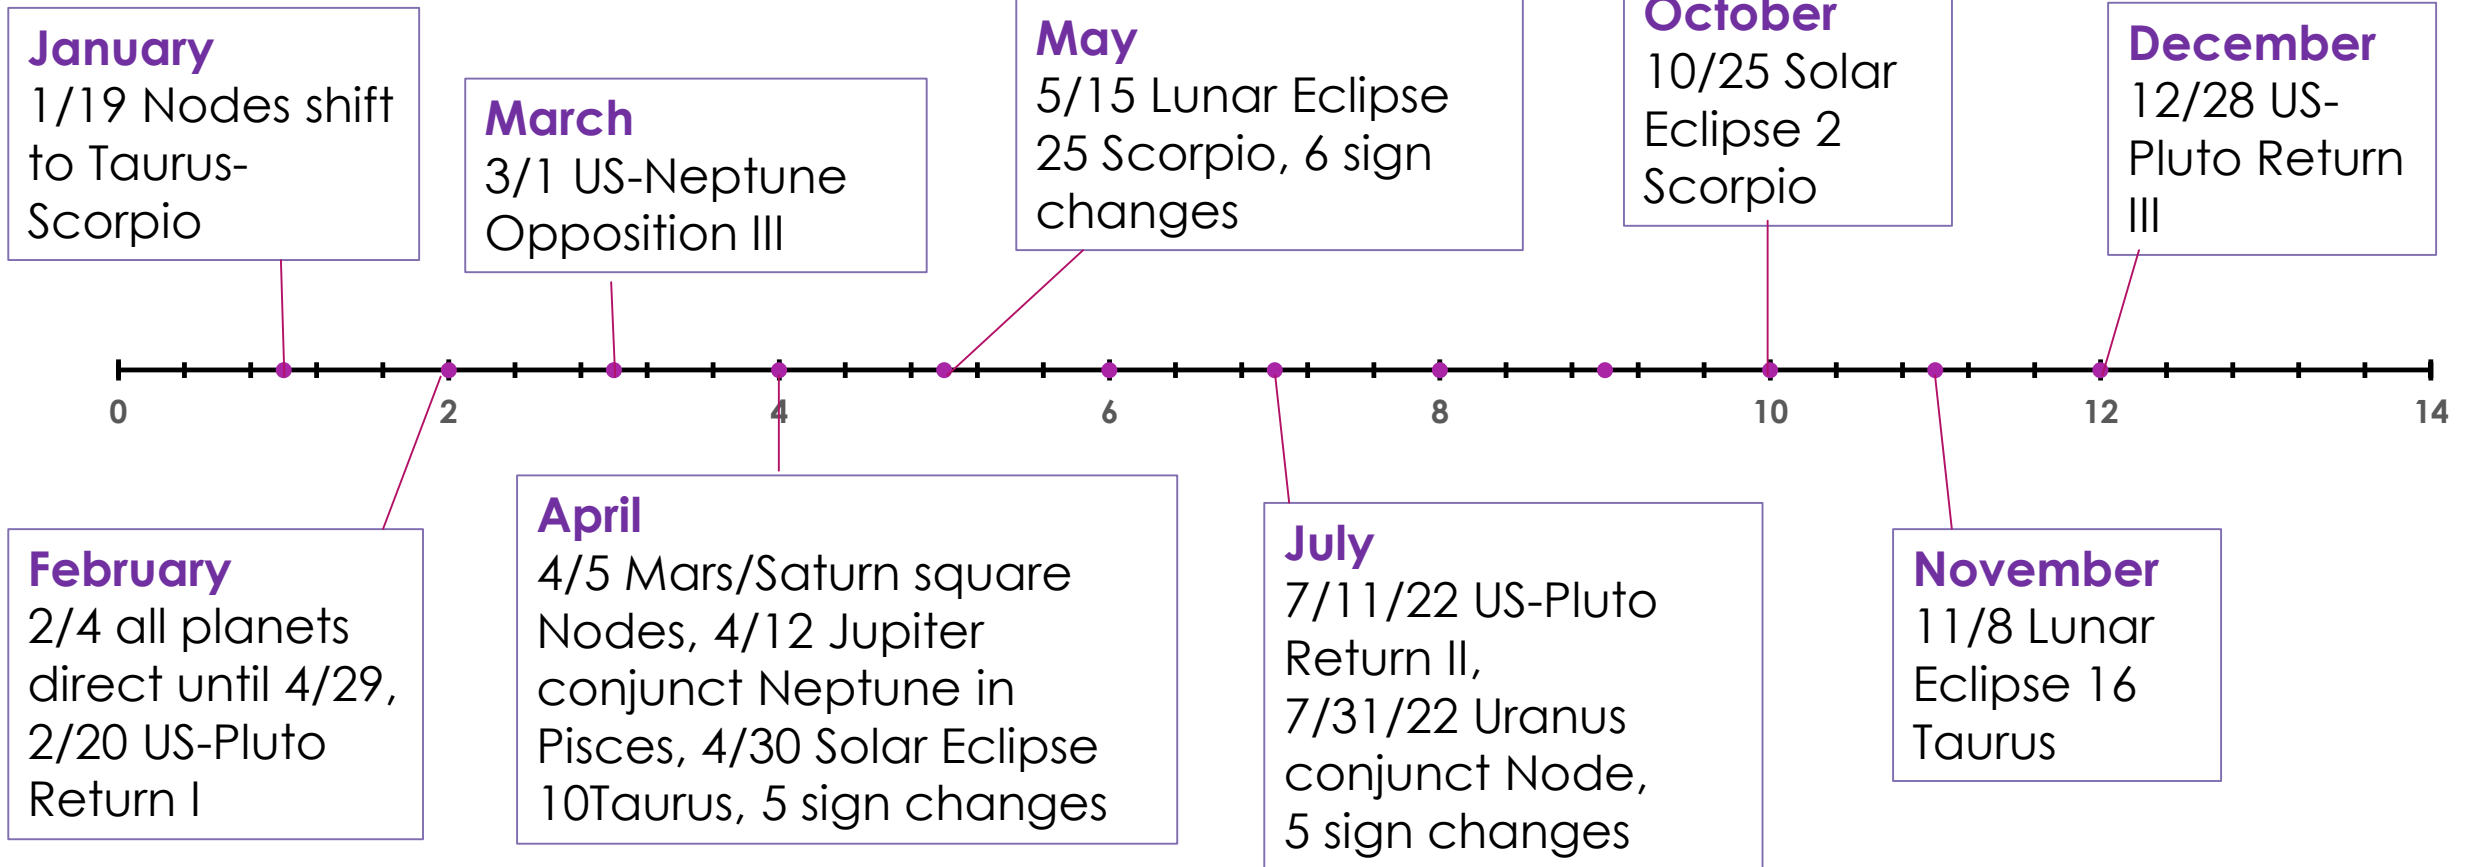 January
1/19 Nodes shift
to Taurus-
Scorpio
March
3/1 US-Neptune
Opposition III
May
5/15 Lunar Eclipse
25 Scorpio, 6 sign
changes
October
10/25 Solar
Eclipse 2
Scorpio
December
12/28 US-
Pluto Return
III
0
2
4
6
8
10
12
14
February
2/4 all planets
direct until 4/29,
2/20 US-Pluto
Return I
April
4/5 Mars/Saturn square
Nodes, 4/12 Jupiter
conjunct Neptune in
Pisces, 4/30 Solar Eclipse
10Taurus, 5 sign changes
July
7/11/22 US-Pluto
Return II,
7/31/22 Uranus
conjunct Node,
5 sign changes
November
11/8 Lunar
Eclipse 16
Taurus